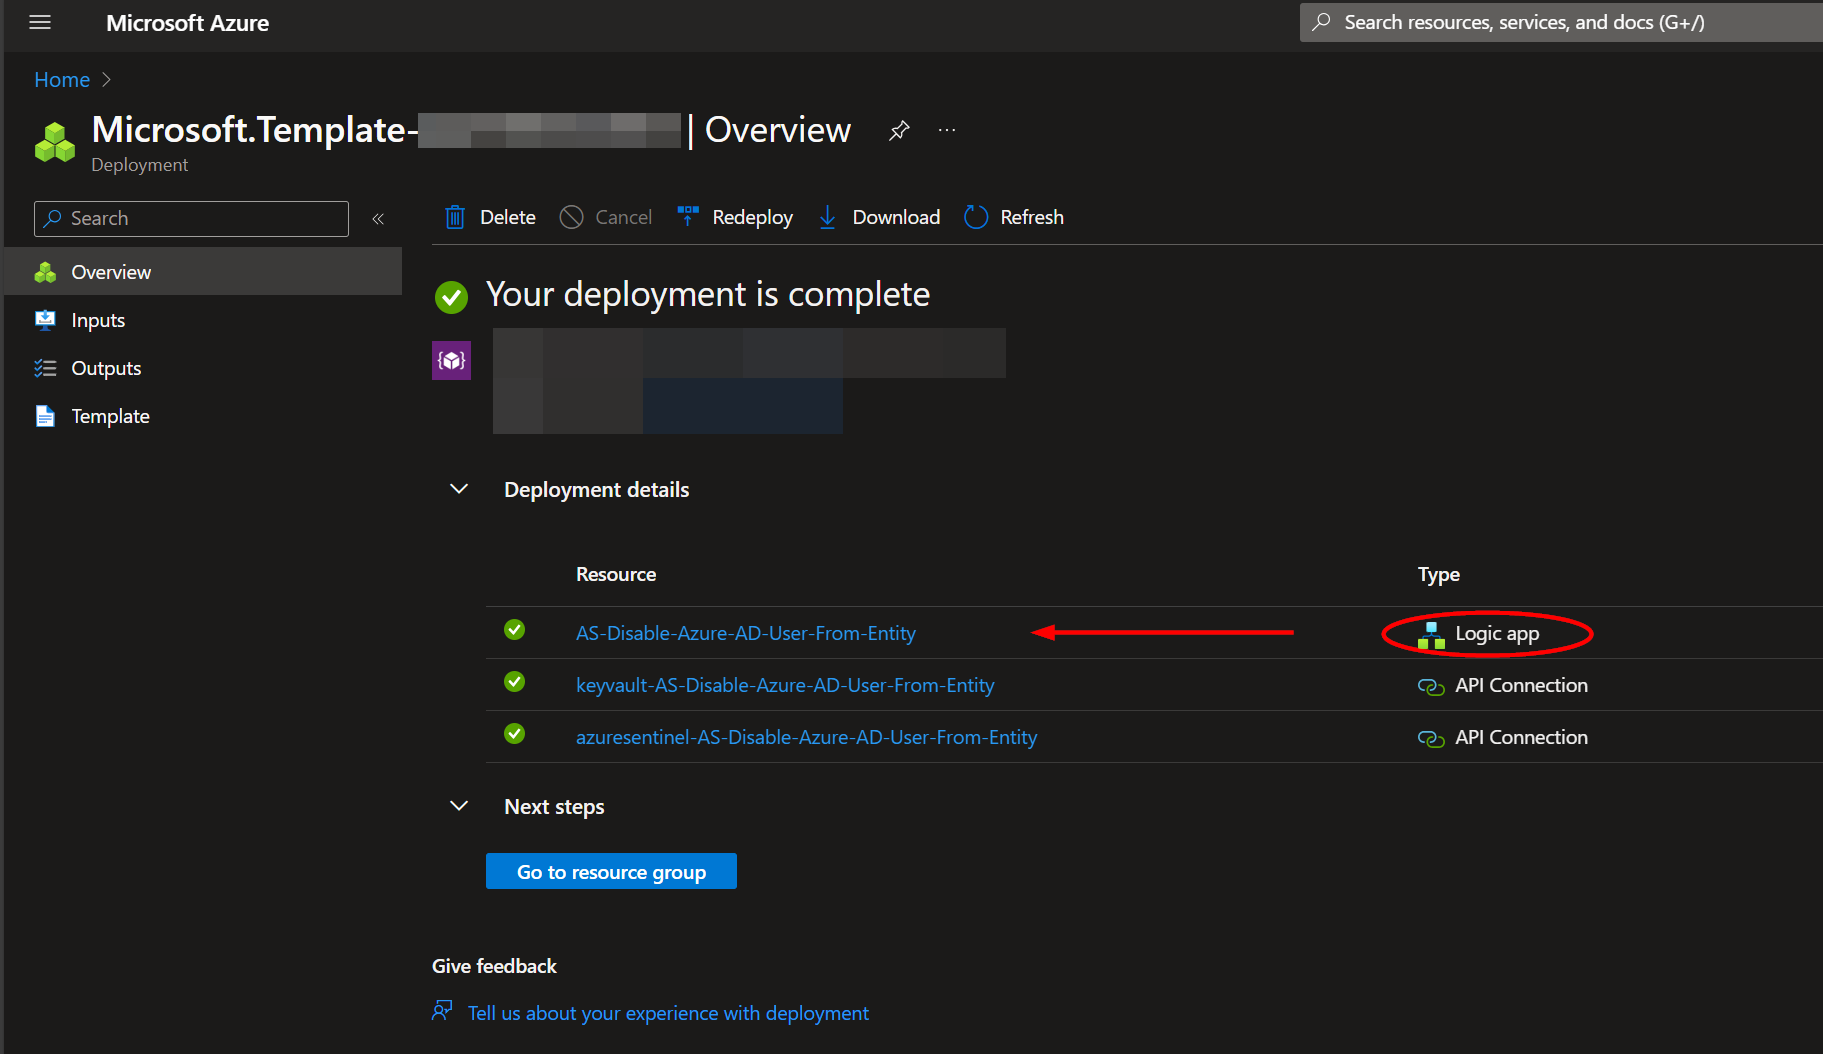 Microsoft Azure
Search resources, services, and docs (G+/)
Home
Microsoft.Template- | Overview
Deployment
Search
Delete
Cancel
Redeploy
Download
Refresh
Overview
Inputs
Outputs
Template
Your deployment is complete
Deployment details
Resource Type
AS-Disable-Azure-AD-User-From-Entity Logic app
keyvault-AS-Disable-Azure-AD-User-From-Entity API Connection
azuresentinel-AS-Disable-Azure-AD-User-From-Entity API Connection
Next steps
Go to resource group
Give feedback
Tell us about your experience with deployment